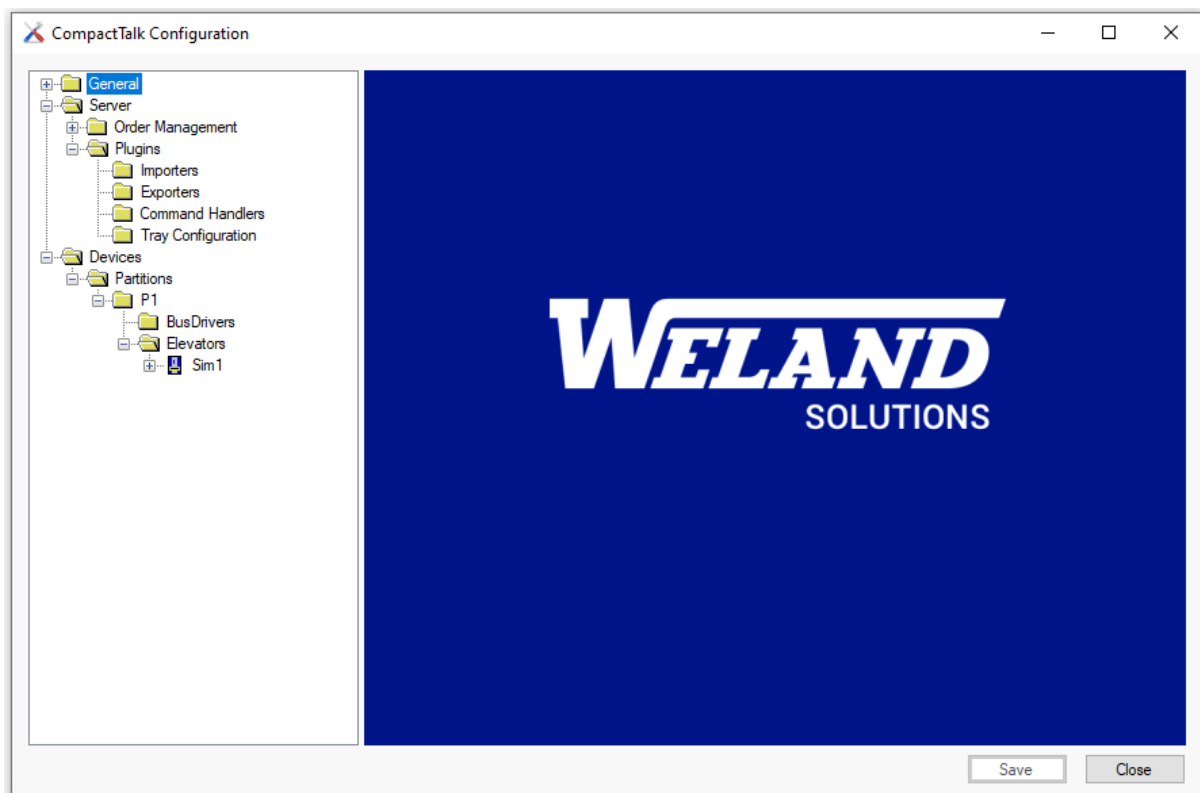 CompactTalk Configuration
General
Server
Order Management
Plugins
Importers
Exporters
Command Handlers
Tray Configuration
Devices
Partitions
P1
BusDrivers
Elevators
Sim1
WELAND
SOLUTIONS
Save
Close